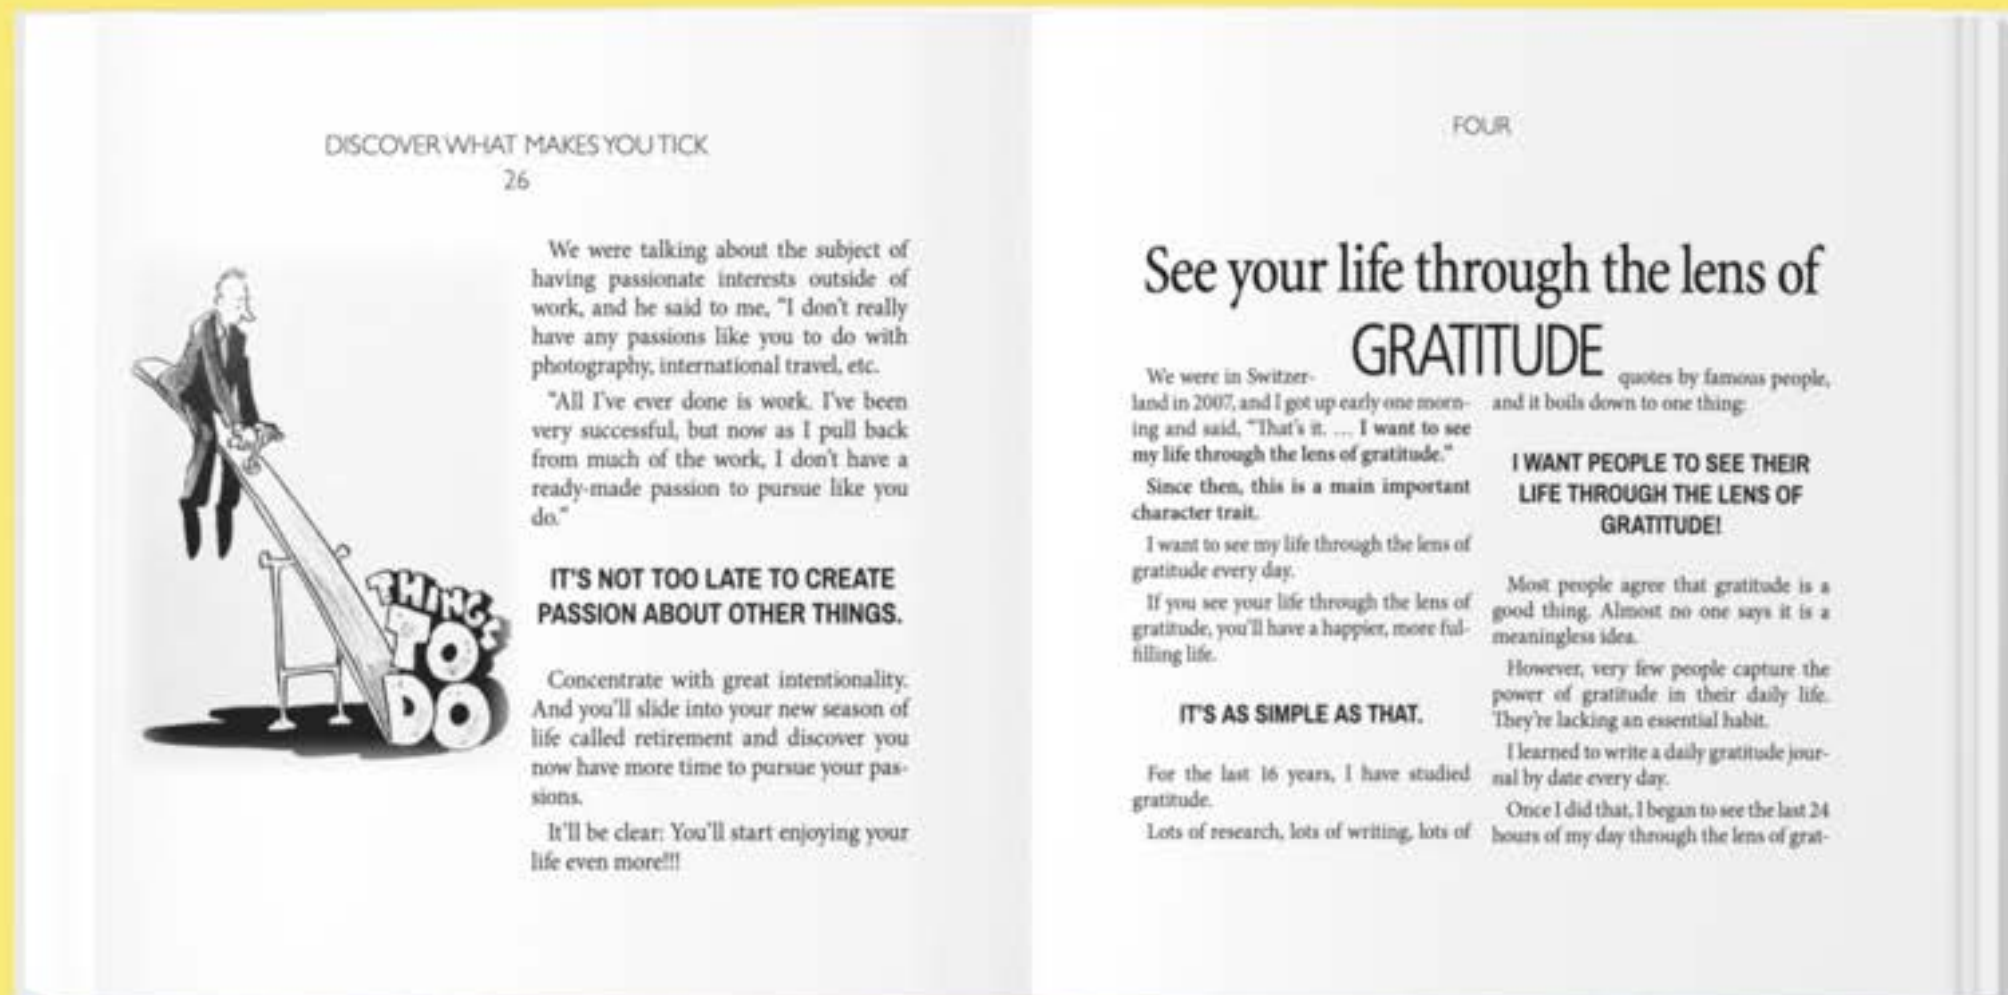 DISCOVER WHAT MAKES YOU TICK
26
THINGS
TO
DO
We were talking about the subject of
having passionate interests outside of
work, and he said to me, "I don't really
have any passions like you to do with
photography, international travel, etc.
"All I've ever done is work. I've been
very successful, but now as I pull back
from much of the work, I don't have a
ready-made passion to pursue like you
do."
IT'S NOT TOO LATE TO CREATE
PASSION ABOUT OTHER THINGS.
Concentrate with great intentionality.
And you'll slide into your new season of
life called retirement and discover you
now have more time to pursue your pas-
sions.
It'll be clear: You'll start enjoying your
life even more!!!
FOUR
See your life through the lens of
GRATITUDE
We were in Switzer-
land in 2007, and I got up early one morn-
ing and said, "That's it. ... I want to see
my life through the lens of gratitude."
Since then, this is a main important
character trait.
I want to see my life through the lens of
gratitude every day.
If you see your life through the lens of
gratitude, you'll have a happier, more ful-
filling life.
IT'S AS SIMPLE AS THAT.
For the last 16 years, I have studied
gratitude.
Lots of research, lots of writing, lots of
quotes by famous people,
and it boils down to one thing:
I WANT PEOPLE TO SEE THEIR
LIFE THROUGH THE LENS OF
GRATITUDE!
Most people agree that gratitude is a
good thing. Almost no one says it is a
meaningless idea.
However, very few people capture the
power of gratitude in their daily life.
They're lacking an essential habit.
I learned to write a daily gratitude jour-
nal by date every day.
Once I did that, I began to see the last 24
hours of my day through the lens of grat-